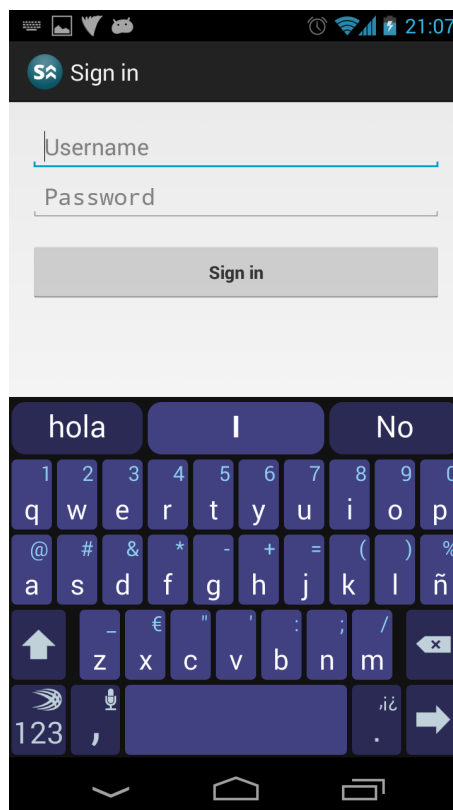 21:07
S Sign in
Username
Password
Sign in
hola I No
1 2 3 4 5 6 7 8 9 0
q w e r t y u i o p
@ # & * - + = ( ) %
a s d f g h j k l ñ
_ € " ' : ; /
z x c v b n m
,¡¿
123 , .